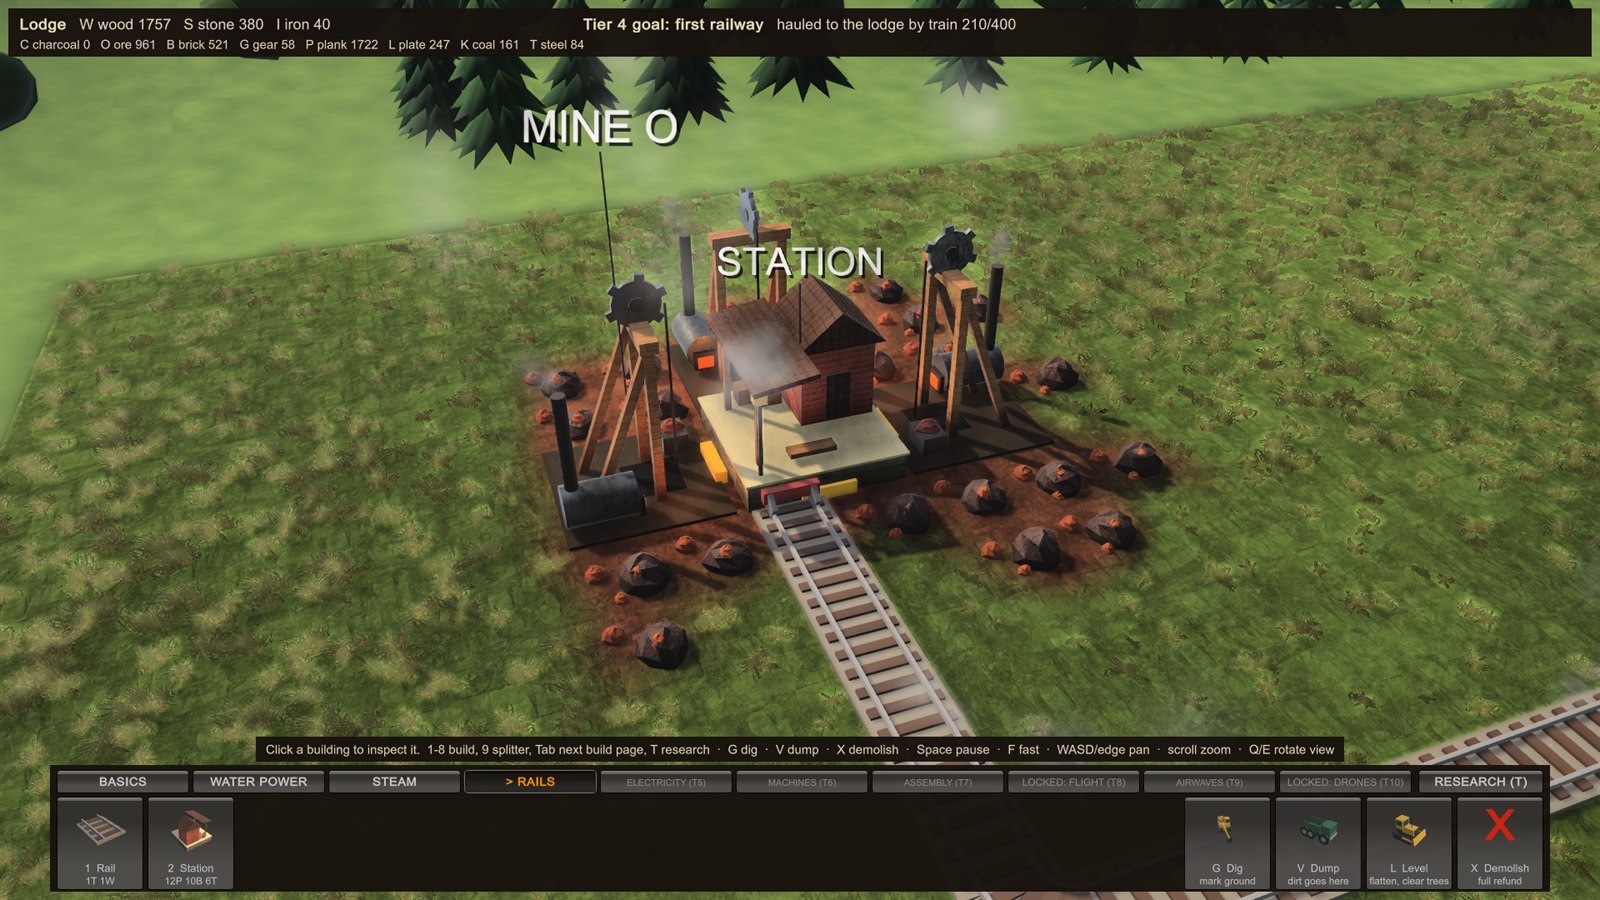 Lodge W wood 1757 S stone 380 I iron 40
Tier 4 goal: first railway hauled to the lodge by train 210/400
C charcoal 0 O ore 961 B brick 521 G gear 58 P plank 1722 L plate 247 K coal 161 T steel 84
MINE O
STATION
Click a building to inspect it. 1-8 build, 9 splitter, Tab next build page, T research · G dig · V dump · X demolish · Space pause · F fast · WASD/edge pan · scroll zoom · Q/E rotate view
BASICS
WATER POWER
STEAM
> RAILS
ELECTRICITY (T5)
MACHINES (T6)
ASSEMBLY (T7)
LOCKED: FLIGHT (T8)
AIRWAVES (T9)
LOCKED: DRONES (T10)
RESEARCH (T)
1 Rail
1T 1W
2 Station
12P 10B 6T
G Dig
mark ground
V Dump
dirt goes here
L Level
flatten, clear trees
X Demolish
full refund